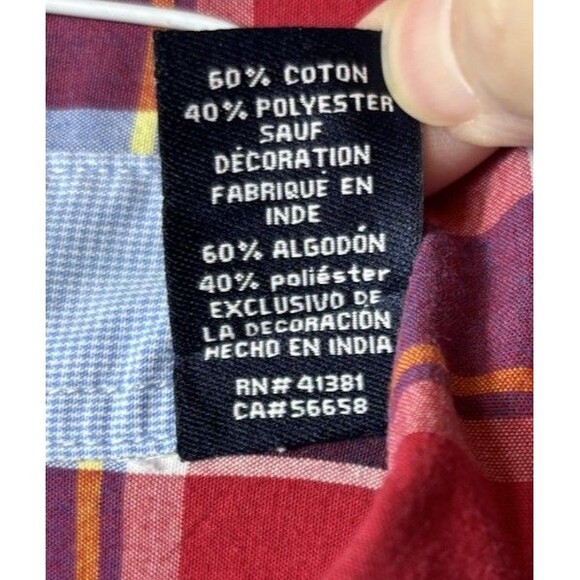 60% COTON
40% POLYESTER
SAUF
DÉCORATION
FABRIQUÉ EN
INDE
60% ALGODÓN
40% poliéster
EXCLUSIVO DE
LA DECORACIÓN
HECHO EN INDIA
RN# 41381
CA#56658